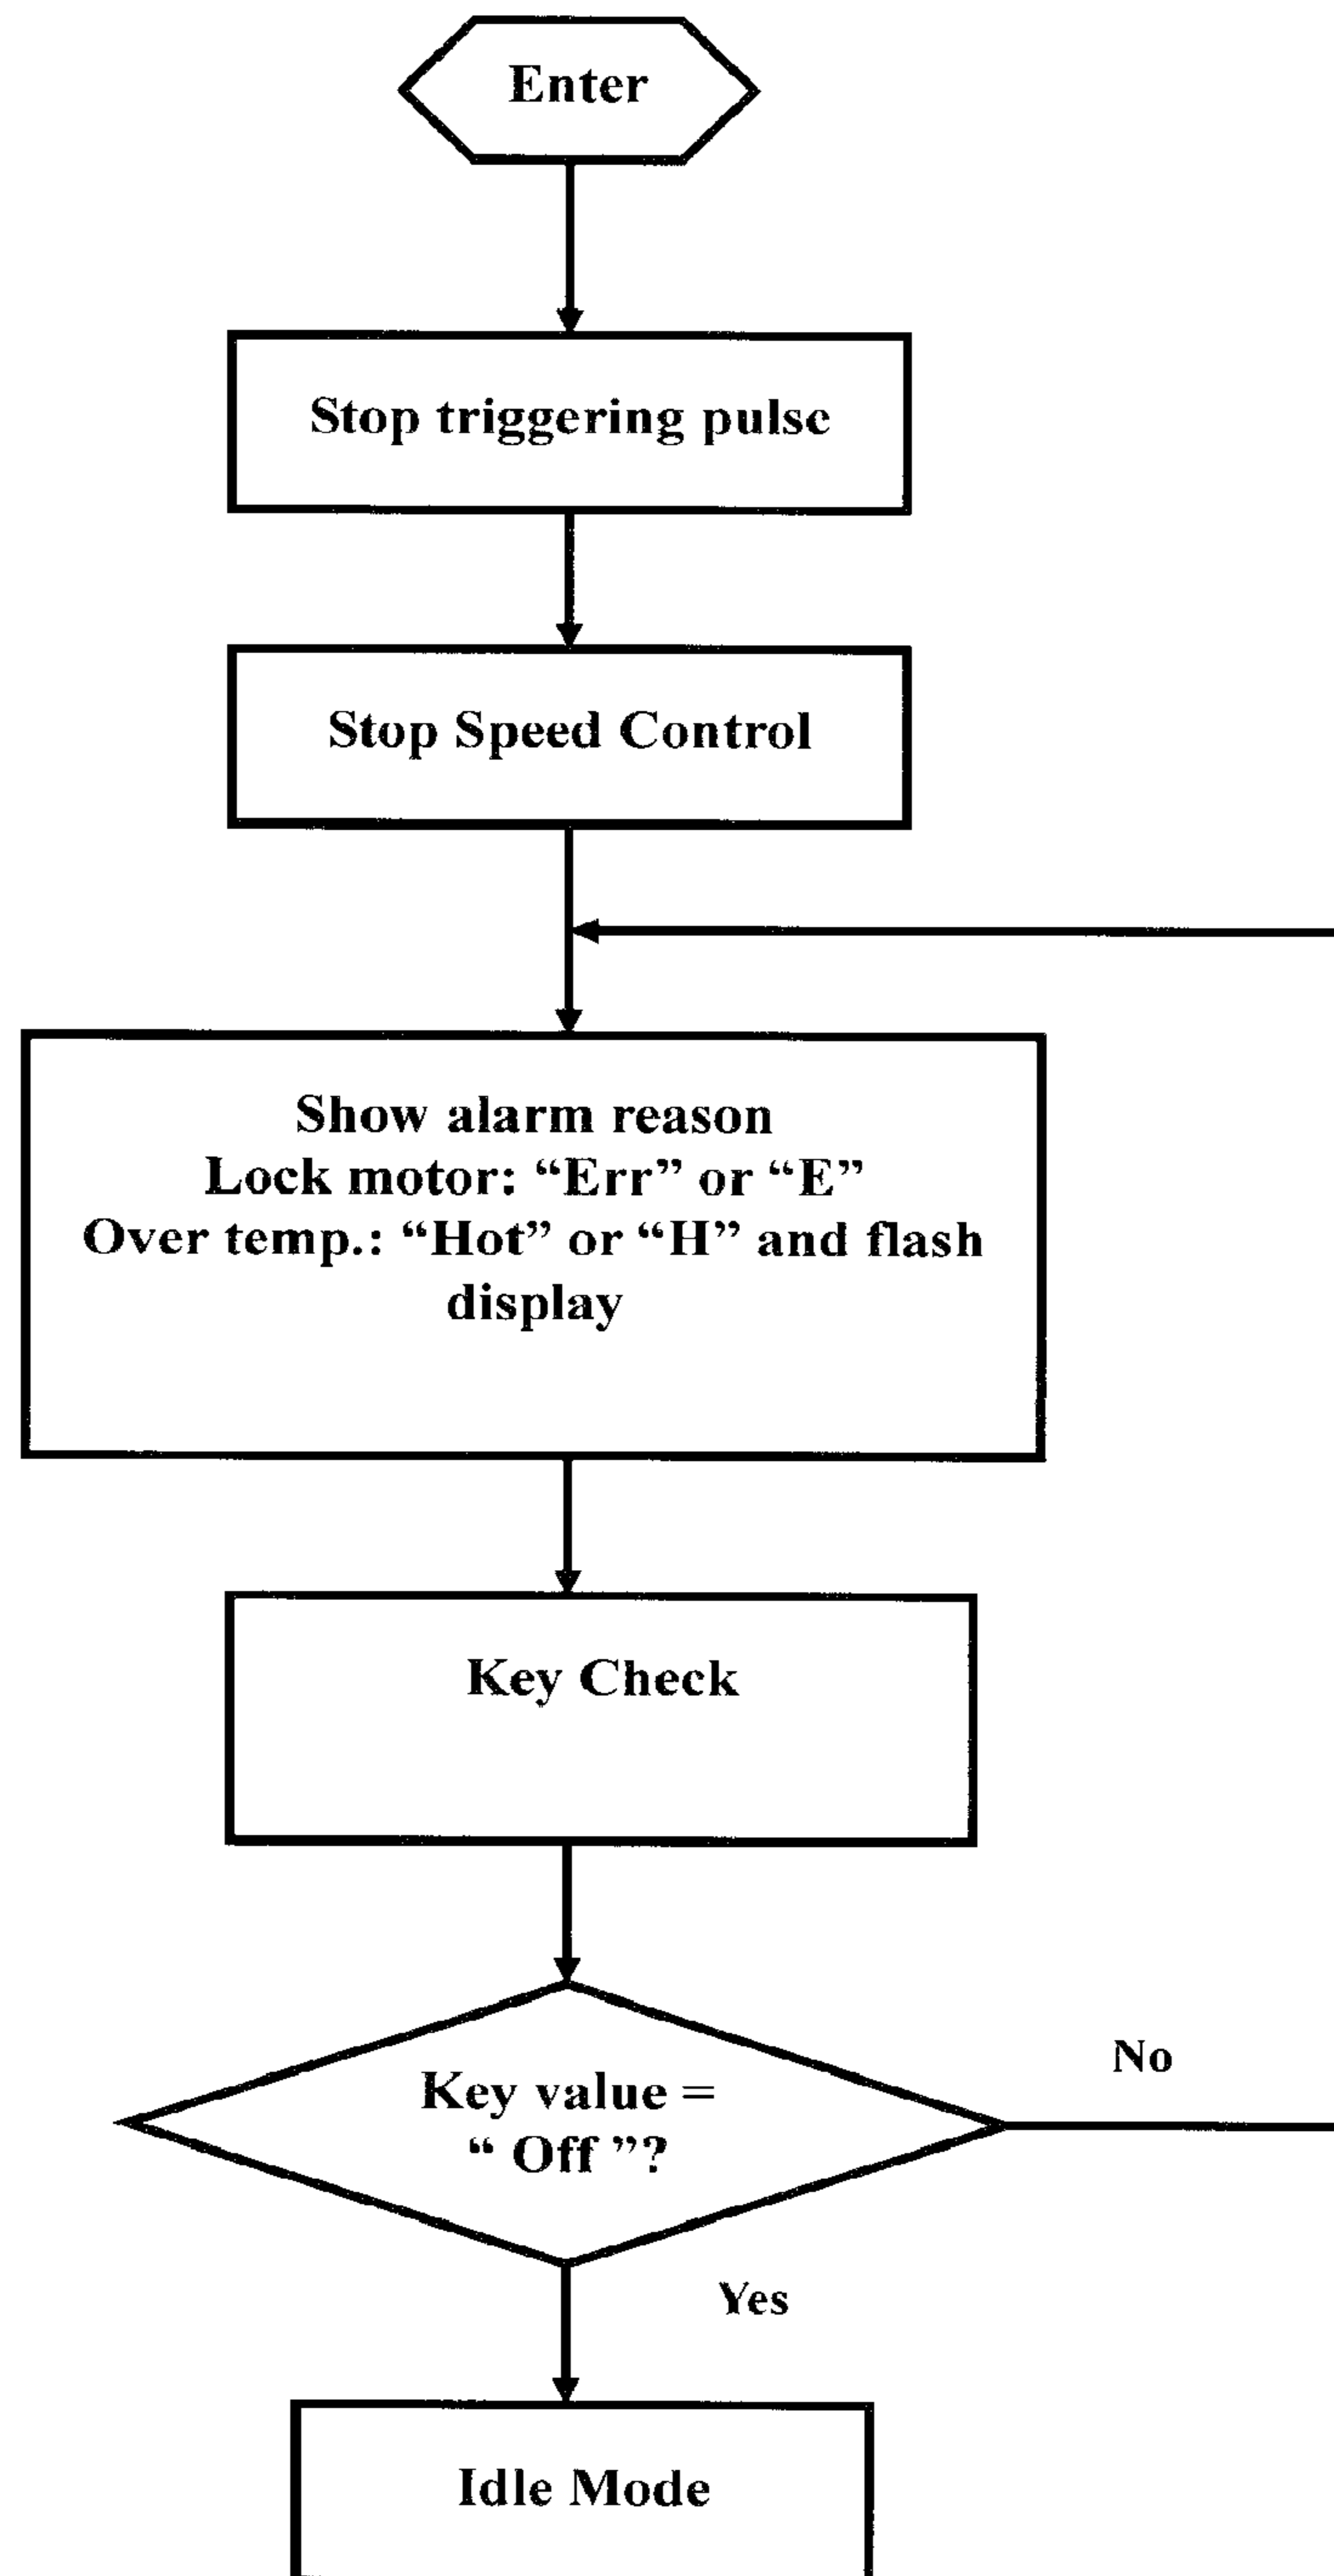 Enter
Stop triggering pulse
Stop Speed Control
Show alarm reason
Lock motor: “Err” or “E”
Over temp.: “Hot” or “H” and flash
display
Key Check
Key value =
“ Off ”?
No
Yes
Idle Mode